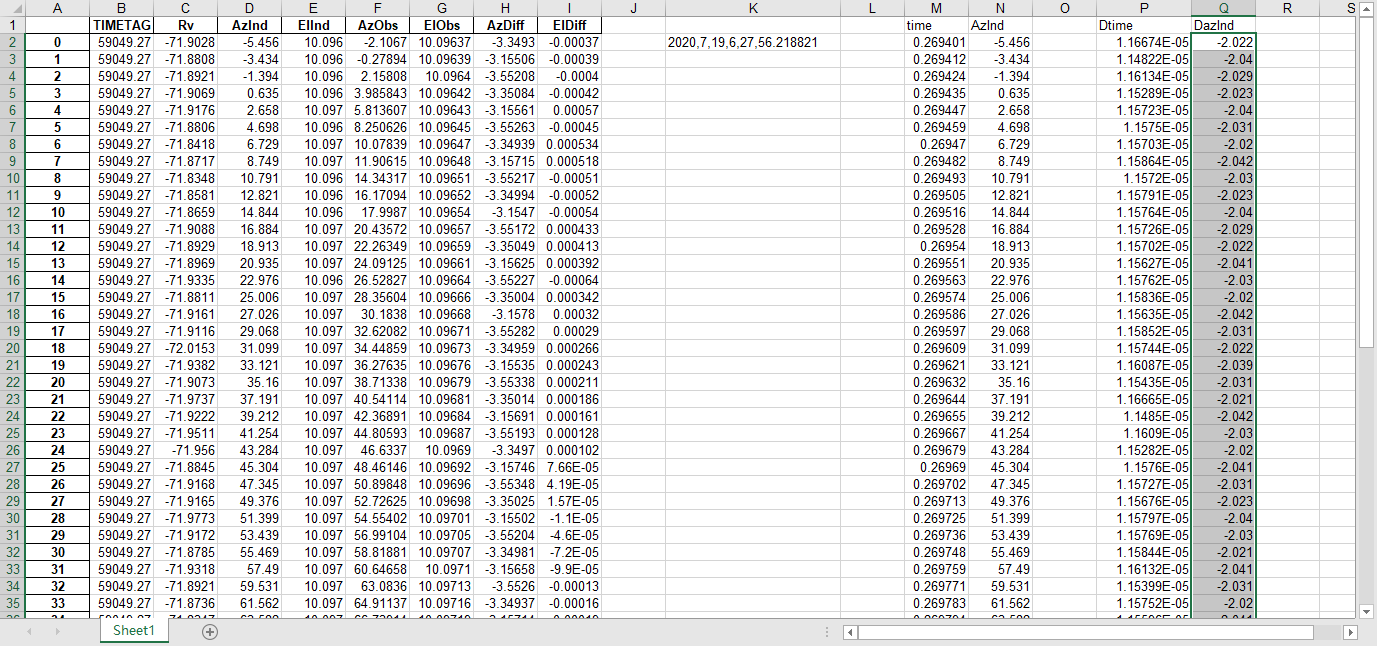 A B C D E F G H I J K L M N O P Q R S
1 TIMETAG Rv AzInd ElInd AzObs ElObs AzDiff ElDiff time AzInd Dtime DazInd
2 0 59049.27 -71.9028 -5.456 10.096 -2.1067 10.09637 -3.3493 -0.00037 2020,7,19,6,27,56.218821 0.269401 -5.456 1.16674E-05 -2.022
3 1 59049.27 -71.8808 -3.434 10.096 -0.27894 10.09639 -3.15506 -0.00039 0.269412 -3.434 1.14822E-05 -2.04
4 2 59049.27 -71.8921 -1.394 10.096 2.15808 10.0964 -3.55208 -0.0004 0.269424 -1.394 1.16134E-05 -2.029
5 3 59049.27 -71.9069 0.635 10.096 3.985843 10.09642 -3.35084 -0.00042 0.269435 0.635 1.15289E-05 -2.023
6 4 59049.27 -71.9176 2.658 10.097 5.813607 10.09643 -3.15561 0.00057 0.269447 2.658 1.15723E-05 -2.04
7 5 59049.27 -71.8806 4.698 10.096 8.250626 10.09645 -3.55263 -0.00045 0.269459 4.698 1.1575E-05 -2.031
8 6 59049.27 -71.8418 6.729 10.097 10.07839 10.09647 -3.34939 0.000534 0.26947 6.729 1.15703E-05 -2.02
9 7 59049.27 -71.8717 8.749 10.097 11.90615 10.09648 -3.15715 0.000518 0.269482 8.749 1.15864E-05 -2.042
10 8 59049.27 -71.8348 10.791 10.096 14.34317 10.09651 -3.55217 -0.00051 0.269493 10.791 1.1572E-05 -2.03
11 9 59049.27 -71.8581 12.821 10.096 16.17094 10.09652 -3.34994 -0.00052 0.269505 12.821 1.15791E-05 -2.023
12 10 59049.27 -71.8659 14.844 10.096 17.9987 10.09654 -3.1547 -0.00054 0.269516 14.844 1.15764E-05 -2.04
13 11 59049.27 -71.9088 16.884 10.097 20.43572 10.09657 -3.55172 0.000433 0.269528 16.884 1.15726E-05 -2.029
14 12 59049.27 -71.8929 18.913 10.097 22.26349 10.09659 -3.35049 0.000413 0.26954 18.913 1.15702E-05 -2.022
15 13 59049.27 -71.8969 20.935 10.097 24.09125 10.09661 -3.15625 0.000392 0.269551 20.935 1.15627E-05 -2.041
16 14 59049.27 -71.9335 22.976 10.096 26.52827 10.09664 -3.55227 -0.00064 0.269563 22.976 1.15762E-05 -2.03
17 15 59049.27 -71.8811 25.006 10.097 28.35604 10.09666 -3.35004 0.000342 0.269574 25.006 1.15836E-05 -2.02
18 16 59049.27 -71.9161 27.026 10.097 30.1838 10.09668 -3.1578 0.00032 0.269586 27.026 1.15635E-05 -2.042
19 17 59049.27 -71.9116 29.068 10.097 32.62082 10.09671 -3.55282 0.00029 0.269597 29.068 1.15852E-05 -2.031
20 18 59049.27 -72.0153 31.099 10.097 34.44859 10.09673 -3.34959 0.000266 0.269609 31.099 1.15744E-05 -2.022
21 19 59049.27 -71.9382 33.121 10.097 36.27635 10.09676 -3.15535 0.000243 0.269621 33.121 1.16087E-05 -2.039
22 20 59049.27 -71.9073 35.16 10.097 38.71338 10.09679 -3.55338 0.000211 0.269632 35.16 1.15435E-05 -2.031
23 21 59049.27 -71.9737 37.191 10.097 40.54114 10.09681 -3.35014 0.000186 0.269644 37.191 1.16665E-05 -2.021
24 22 59049.27 -71.9222 39.212 10.097 42.36891 10.09684 -3.15691 0.000161 0.269655 39.212 1.1485E-05 -2.042
25 23 59049.27 -71.9511 41.254 10.097 44.80593 10.09687 -3.55193 0.000128 0.269667 41.254 1.1609E-05 -2.03
26 24 59049.27 -71.956 43.284 10.097 46.6337 10.0969 -3.3497 0.000102 0.269679 43.284 1.15282E-05 -2.02
27 25 59049.27 -71.8845 45.304 10.097 48.46146 10.09692 -3.15746 7.66E-05 0.26969 45.304 1.1576E-05 -2.041
28 26 59049.27 -71.9168 47.345 10.097 50.89848 10.09696 -3.55348 4.19E-05 0.269702 47.345 1.15727E-05 -2.031
29 27 59049.27 -71.9165 49.376 10.097 52.72625 10.09698 -3.35025 1.57E-05 0.269713 49.376 1.15676E-05 -2.023
30 28 59049.27 -71.9773 51.399 10.097 54.55402 10.09701 -3.15502 -1.1E-05 0.269725 51.399 1.15797E-05 -2.04
31 29 59049.27 -71.9172 53.439 10.097 56.99104 10.09705 -3.55204 -4.6E-05 0.269736 53.439 1.15769E-05 -2.03
32 30 59049.27 -71.8785 55.469 10.097 58.81881 10.09707 -3.34981 -7.2E-05 0.269748 55.469 1.15844E-05 -2.021
33 31 59049.27 -71.9318 57.49 10.097 60.64658 10.0971 -3.15658 -9.9E-05 0.269759 57.49 1.16132E-05 -2.041
34 32 59049.27 -71.8921 59.531 10.097 63.0836 10.09713 -3.5526 -0.00013 0.269771 59.531 1.15399E-05 -2.031
35 33 59049.27 -71.8736 61.562 10.097 64.91137 10.09716 -3.34937 -0.00016 0.269783 61.562 1.15752E-05 -2.02
Sheet1